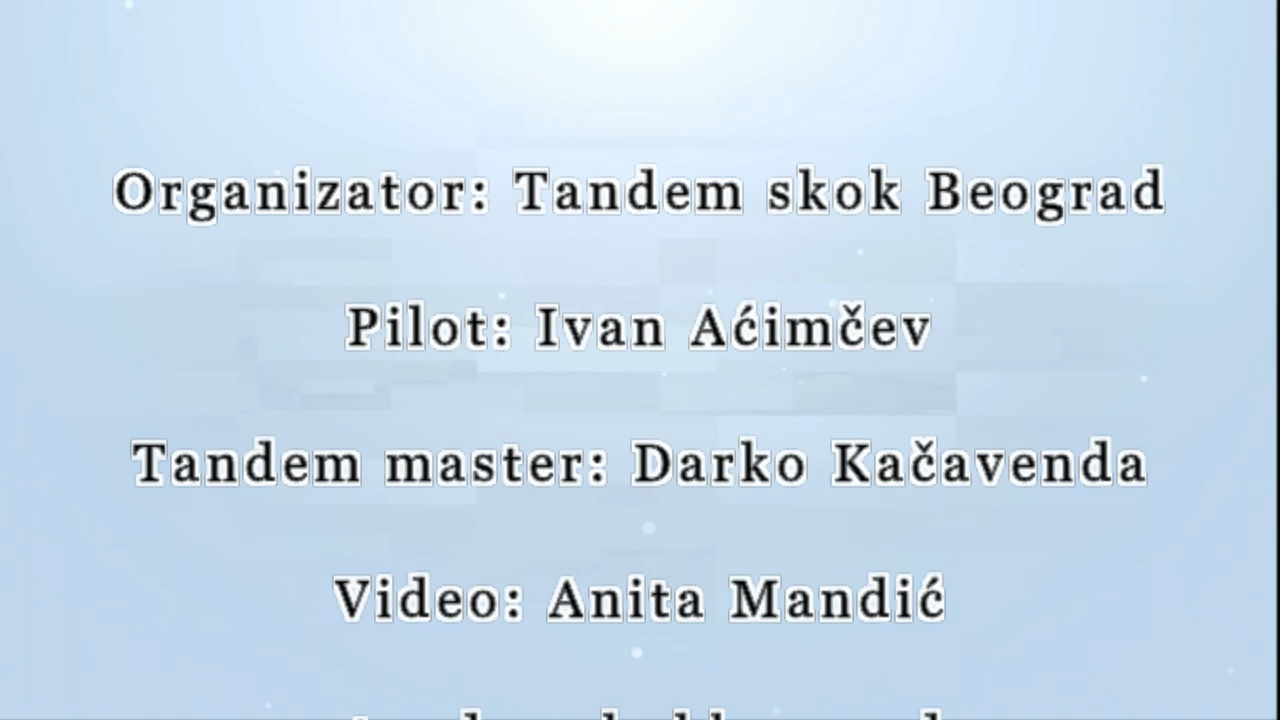 Organizator: Tandem skok Beograd
Pilot: Ivan Aćimčev
Tandem master: Darko Kačavenda
Video: Anita Mandić